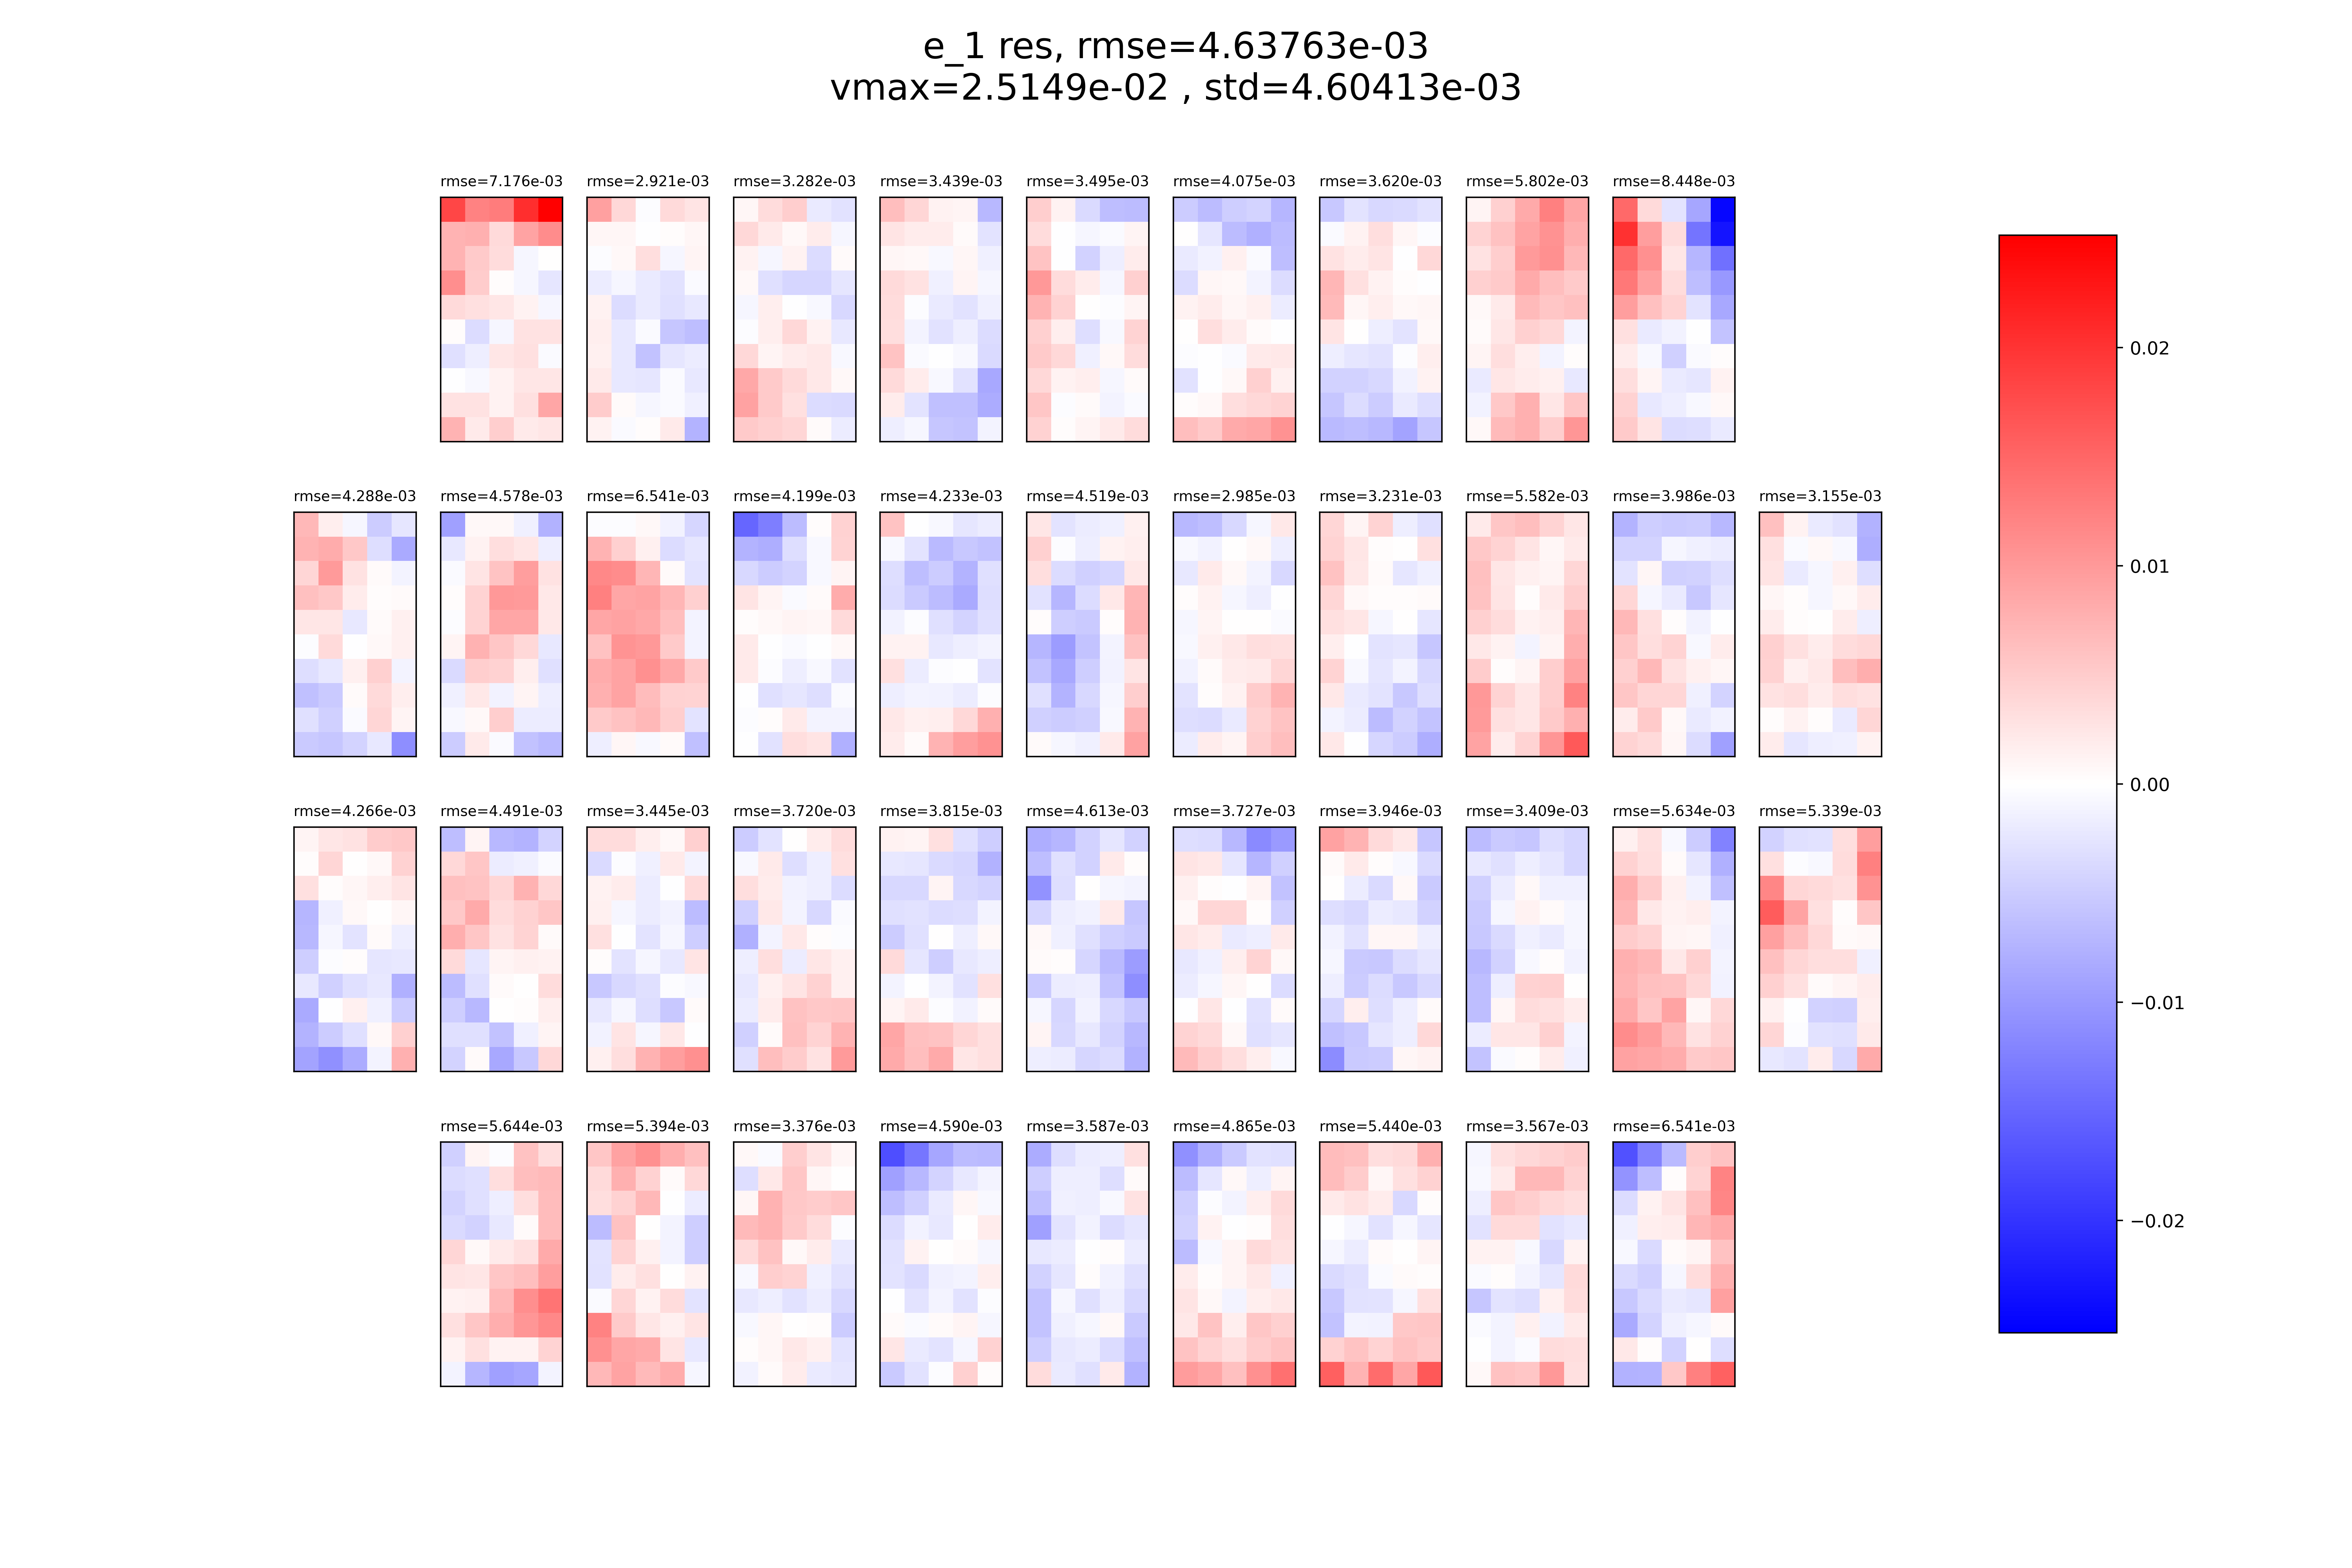 e_1 res, rmse=4.63763e-03
vmax=2.5149e-02 , std=4.60413e-03
rmse=7.176e-03 rmse=2.921e-03 rmse=3.282e-03 rmse=3.439e-03 rmse=3.495e-03 rmse=4.075e-03 rmse=3.620e-03 rmse=5.802e-03 rmse=8.448e-03
rmse=4.288e-03 rmse=4.578e-03 rmse=6.541e-03 rmse=4.199e-03 rmse=4.233e-03 rmse=4.519e-03 rmse=2.985e-03 rmse=3.231e-03 rmse=5.582e-03 rmse=3.986e-03 rmse=3.155e-03
rmse=4.266e-03 rmse=4.491e-03 rmse=3.445e-03 rmse=3.720e-03 rmse=3.815e-03 rmse=4.613e-03 rmse=3.727e-03 rmse=3.946e-03 rmse=3.409e-03 rmse=5.634e-03 rmse=5.339e-03
rmse=5.644e-03 rmse=5.394e-03 rmse=3.376e-03 rmse=4.590e-03 rmse=3.587e-03 rmse=4.865e-03 rmse=5.440e-03 rmse=3.567e-03 rmse=6.541e-03
0.02
0.01
0.00
−0.01
−0.02